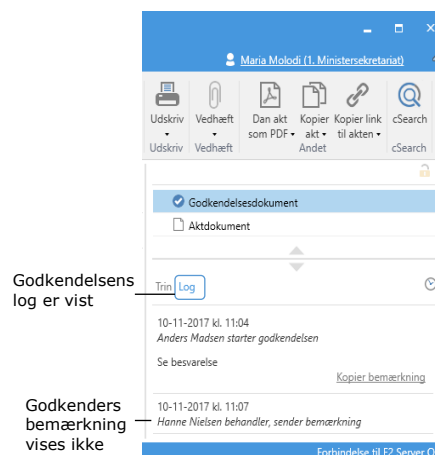 Maria Molodi (1. Ministersekretariat)
Udskriv Vedhæft Dan akt som PDF Kopier akt Kopier link til akten cSearch
Udskriv Vedhæft Andet cSearch
Godkendelsesdokument
Aktdokument
Godkendelsens
log er vist
Trin Log
10-11-2017 kl. 11:04
Anders Madsen starter godkendelsen
Se besvarelse
Kopier bemærkning
Godkenders
bemærkning
vises ikke
10-11-2017 kl. 11:07
Hanne Nielsen behandler, sender bemærkning
Forbindelse til F2 Server O